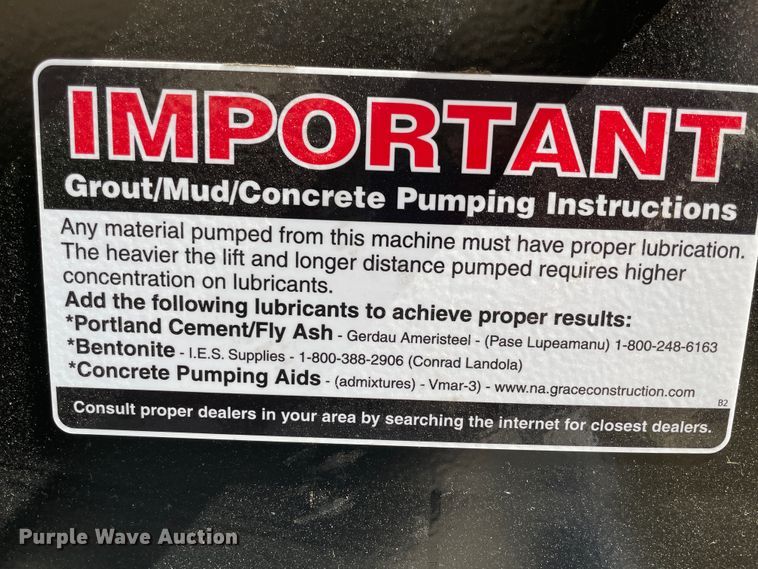 IMPORTANT
Grout/Mud/Concrete Pumping Instructions
Any material pumped from this machine must have proper lubrication.
The heavier the lift and longer distance pumped requires higher
concentration on lubricants.
Add the following lubricants to achieve proper results:
*Portland Cement/Fly Ash - Gerdau Ameristeel - (Pase Lupeamanu) 1-800-248-6163
*Bentonite - I.E.S. Supplies - 1-800-388-2906 (Conrad Landola)
*Concrete Pumping Aids - (admixtures) - Vmar-3) - www.na.graceconstruction.com
B2
Consult proper dealers in your area by searching the internet for closest dealers.
Purple Wave Auction